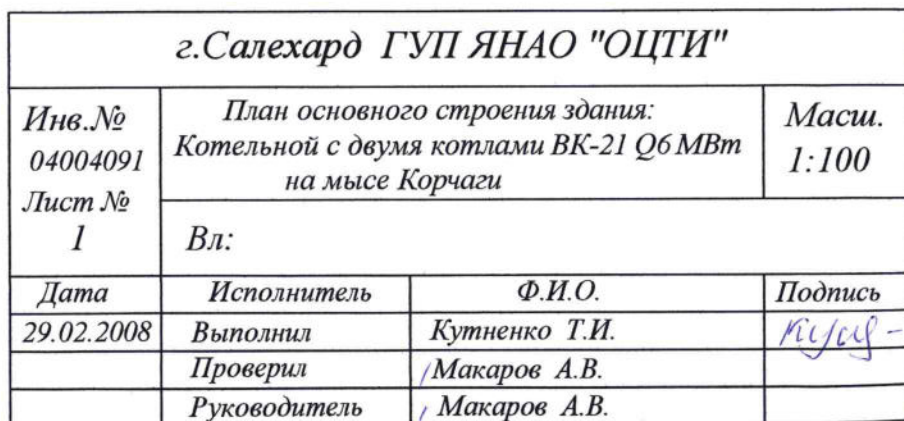 г.Салехард ГУП ЯНАО "ОЦТИ"
Инв.№
04004091
Лист №
1
План основного строения здания:
Котельной с двумя котлами ВК-21 Q6 МВт
на мысе Корчаги
Масш.
1:100
Вл:
Дата Исполнитель Ф.И.О. Подпись
29.02.2008 Выполнил Кутненко Т.И.
Проверил Макаров А.В.
Руководитель Макаров А.В.